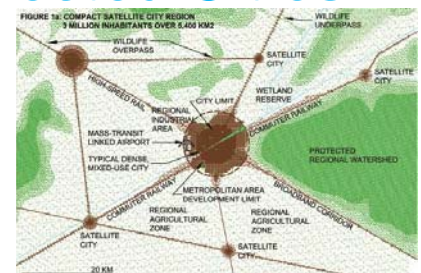 FIGURE 1a: COMPACT SATELLITE CITY REGION
3 MILLION INHABITANTS OVER 5,400 KM2
WILDLIFE
UNDERPASS
WILDLIFE
OVERPASS
SATELLITE
CITY
SATELLITE
CITY
HIGH-SPEED RAIL
CITY LIMIT
WETLAND
RESERVE
REGIONAL
INDUSTRIAL
AREA
COMMUTER RAILWAY
MASS-TRANSIT
LINKED AIRPORT
PROTECTED
REGIONAL WATERSHED
TYPICAL DENSE,
MIXED-USE CITY
METROPOLITAN AREA
DEVELOPMENT LIMIT
COMMUTER RAILWAY
BROADBAND CORRIDOR
REGIONAL
AGRICULTURAL
ZONE
REGIONAL
AGRICULTURAL
ZONE
SATELLITE
CITY
SATELLITE
CITY
20 KM